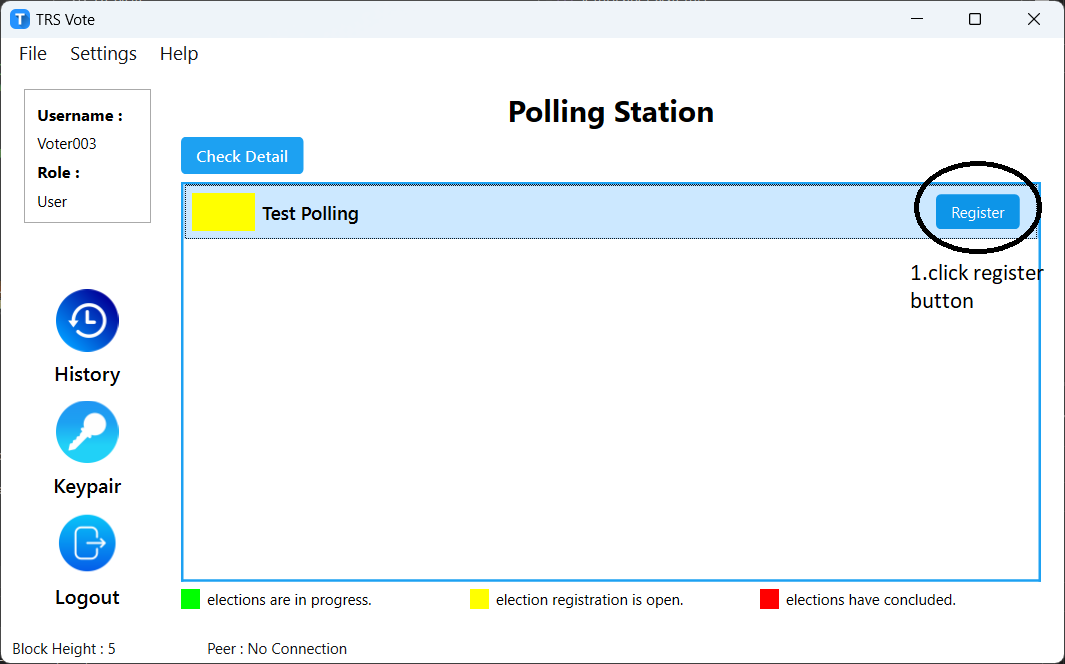 TRS Vote
File Settings Help
Username :
Voter003
Role :
User
Polling Station
Check Detail
Test Polling
Register
1.click register
button
History
Keypair
Logout
elections are in progress.
election registration is open.
elections have concluded.
Block Height : 5
Peer : No Connection